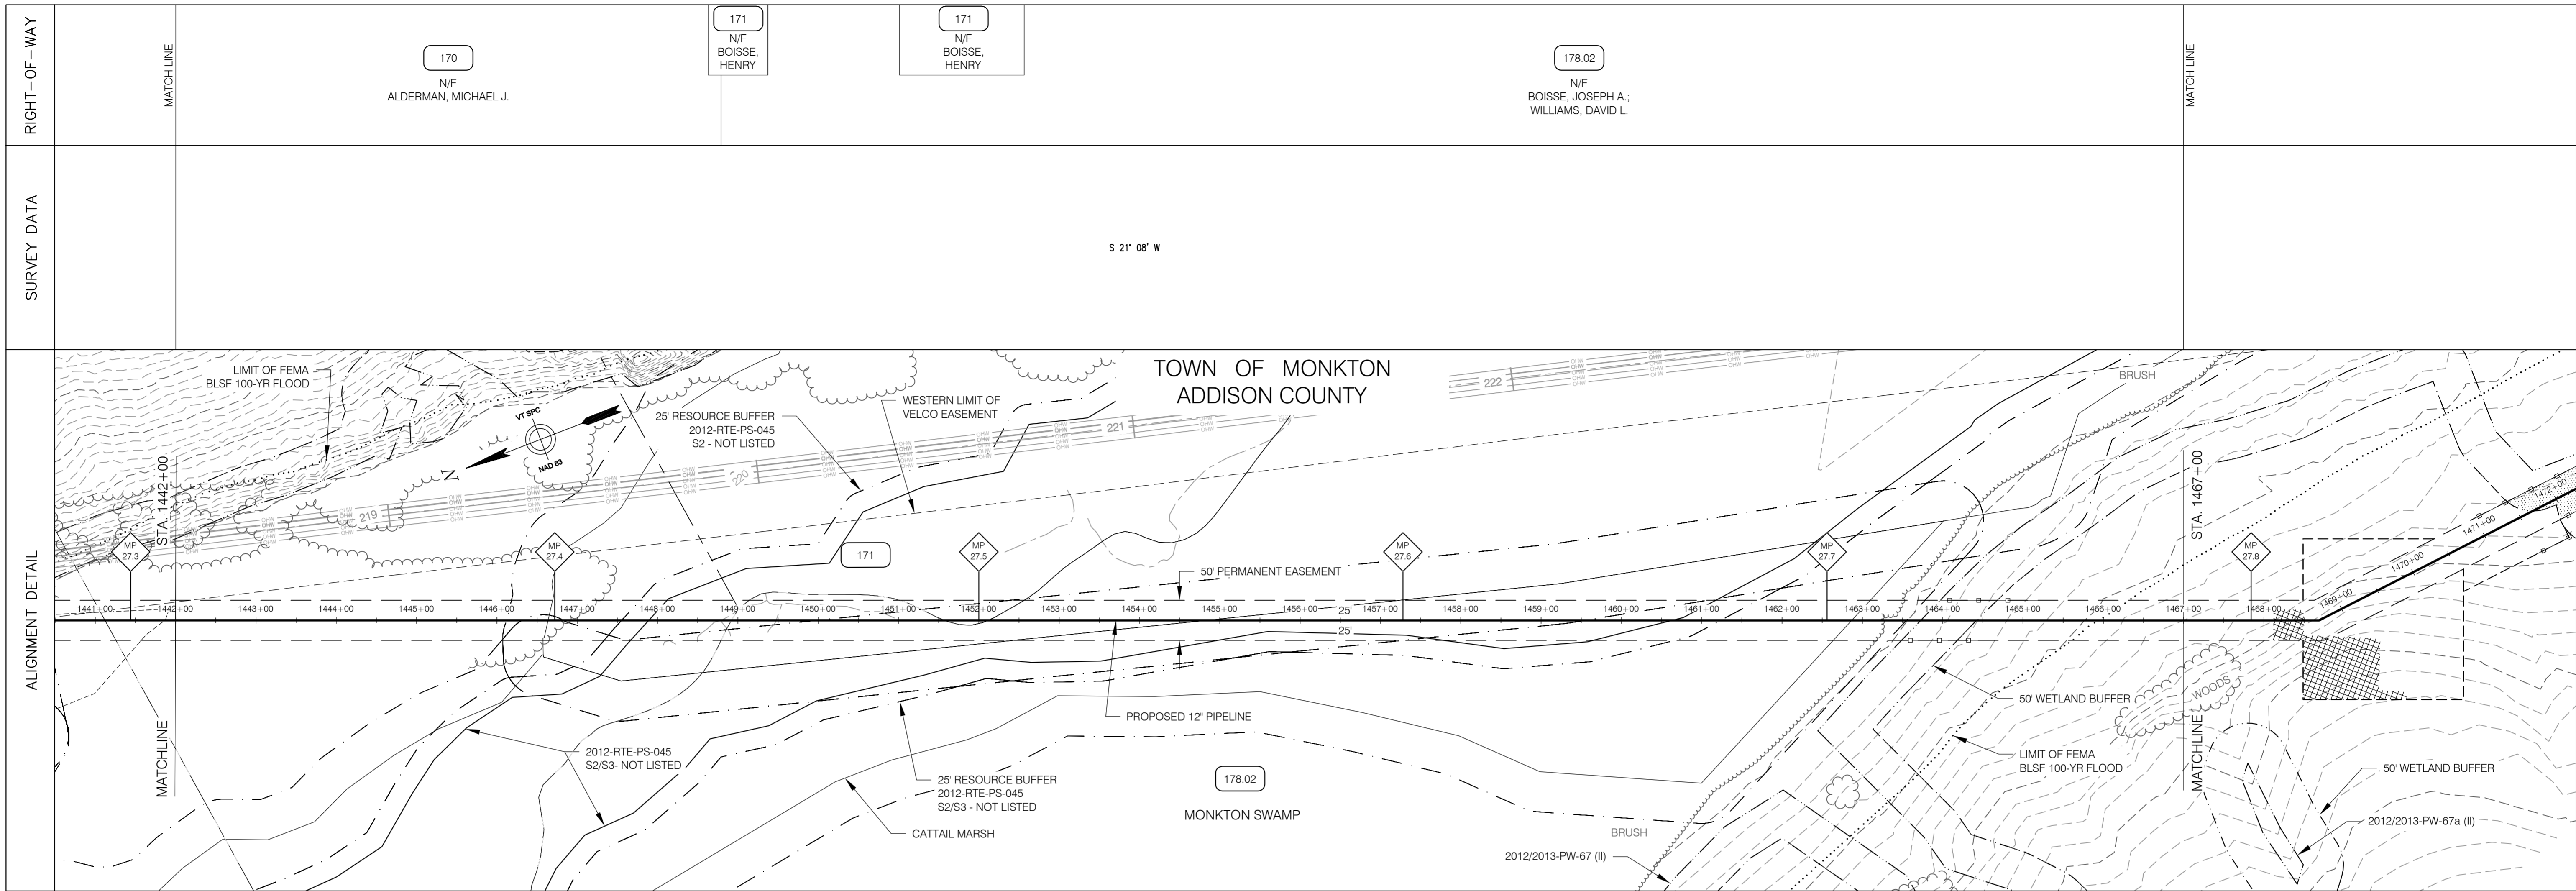 RIGHT-OF-WAY
MATCH LINE
170
N/F
ALDERMAN, MICHAEL J.
171
N/F
BOISSE,
HENRY
171
N/F
BOISSE,
HENRY
178.02
N/F
BOISSE, JOSEPH A.;
WILLIAMS, DAVID L.
MATCH LINE
SURVEY DATA
S 21° 08' W
ALIGNMENT DETAIL
TOWN OF MONKTON
ADDISON COUNTY
LIMIT OF FEMA
BLSF 100-YR FLOOD
VT SPC
NAD 83
N
25' RESOURCE BUFFER
2012-RTE-PS-045
S2 - NOT LISTED
WESTERN LIMIT OF
VELCO EASEMENT
OHW
219
220
221
222
BRUSH
STA. 1442+00
STA. 1467+00
MP
27.3
MP
27.4
171
MP
27.5
MP
27.6
MP
27.7
MP
27.8
50' PERMANENT EASEMENT
1441+00
1442+00
1443+00
1444+00
1445+00
1446+00
1447+00
1448+00
1449+00
1450+00
1451+00
1452+00
1453+00
1454+00
1455+00
1456+00
25'
1457+00
1458+00
1459+00
1460+00
1461+00
1462+00
1463+00
1464+00
1465+00
1466+00
1467+00
1468+00
1469+00
1470+00
1471+00
1472+00
25'
MATCHLINE
2012-RTE-PS-045
S2/S3- NOT LISTED
25' RESOURCE BUFFER
2012-RTE-PS-045
S2/S3 - NOT LISTED
CATTAIL MARSH
PROPOSED 12" PIPELINE
178.02
MONKTON SWAMP
BRUSH
2012/2013-PW-67 (II)
50' WETLAND BUFFER
LIMIT OF FEMA
BLSF 100-YR FLOOD
WOODS
MATCHLINE
50' WETLAND BUFFER
2012/2013-PW-67a (II)